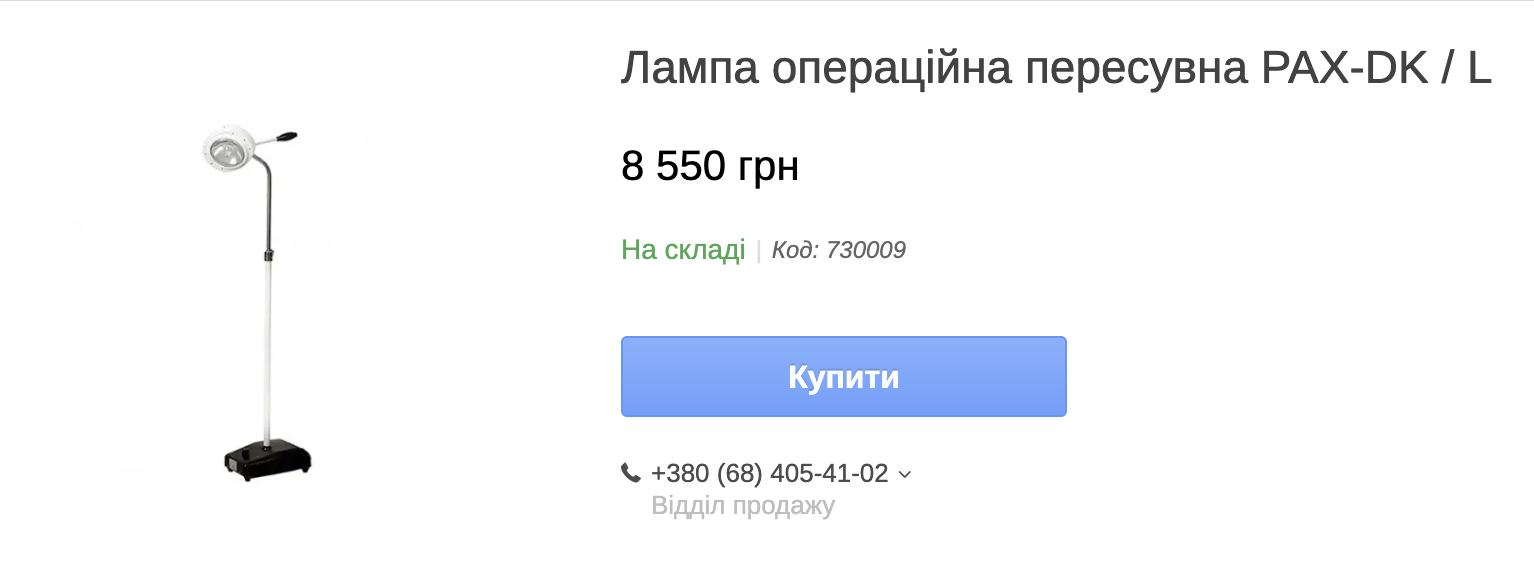 Лампа операційна пересувна PAX-DK / L
8 550 грн
На складі | Код: 730009
Купити
+380 (68) 405-41-02
Відділ продажу